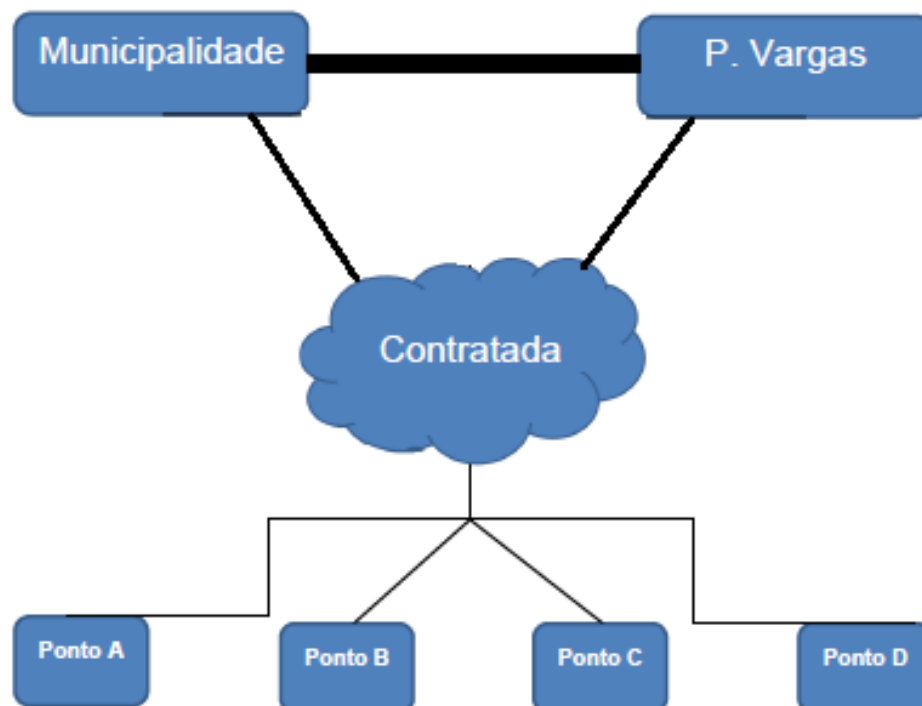 Municipalidade
P. Vargas
Contratada
Ponto A
Ponto B
Ponto C
Ponto D